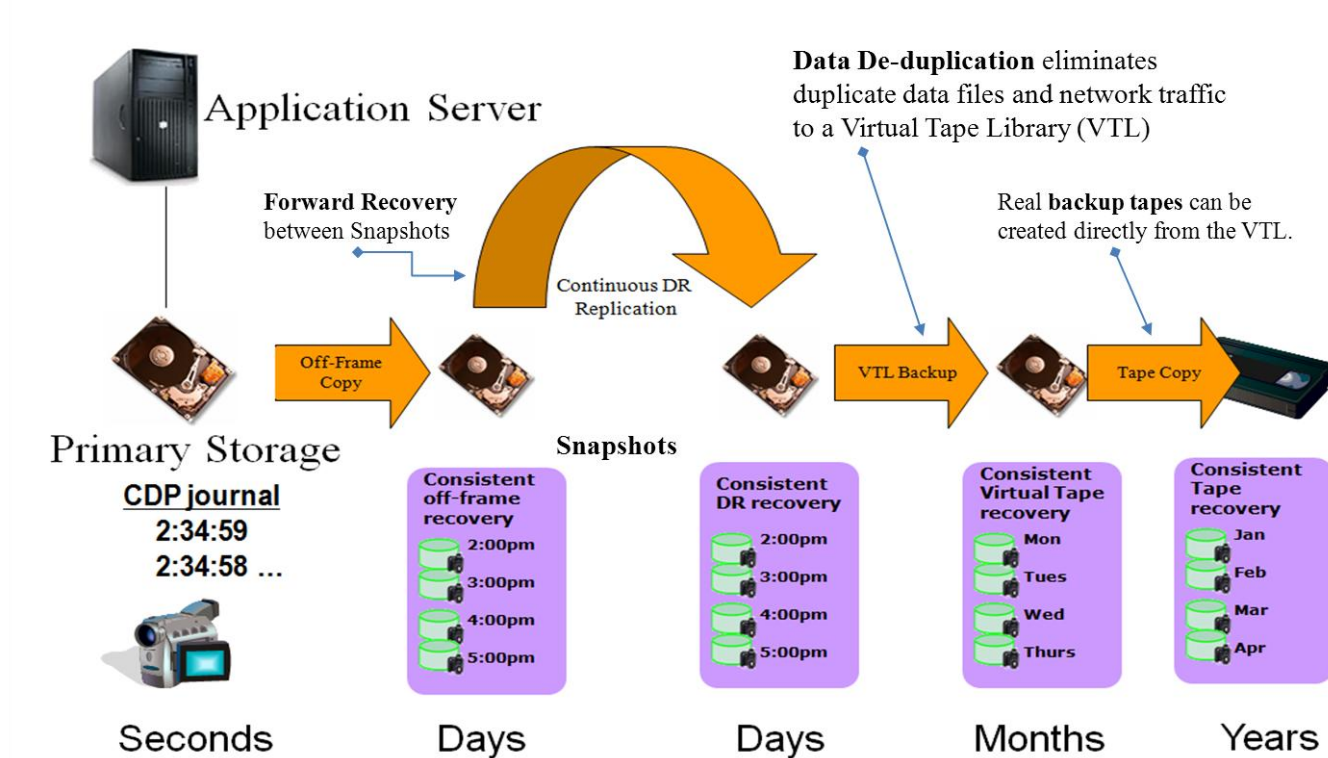 Data De-duplication eliminates
duplicate data files and network traffic
to a Virtual Tape Library (VTL)
Application Server
Forward Recovery
between Snapshots
Real backup tapes can be
created directly from the VTL.
Continuous DR
Replication
Off-Frame
Copy
VTL Backup
Tape Copy
Primary Storage
Snapshots
CDP journal
2:34:59
2:34:58 ...
Consistent
off-frame
recovery
2:00pm
3:00pm
4:00pm
5:00pm
Consistent
DR recovery
2:00pm
3:00pm
4:00pm
5:00pm
Consistent
Virtual Tape
recovery
Mon
Tues
Wed
Thurs
Consistent
Tape
recovery
Jan
Feb
Mar
Apr
Seconds
Days
Days
Months
Years